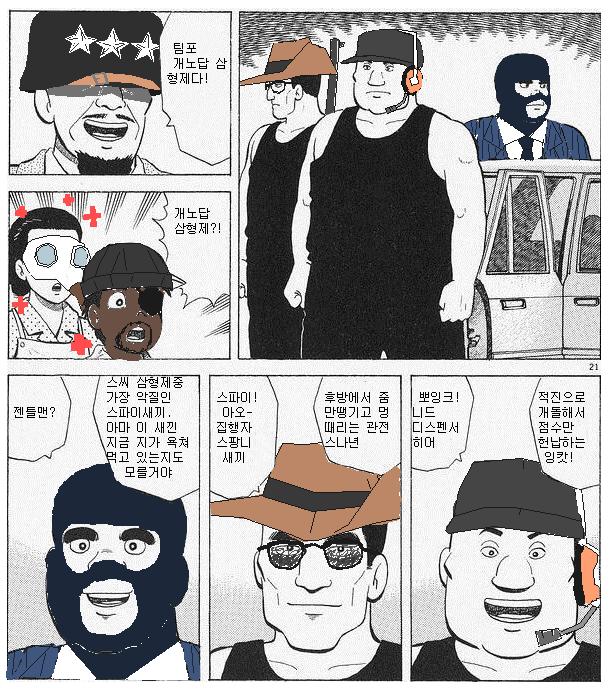 팀포
개노답 삼
형제다!
개노답
삼형제?!
21
젠틀맨?
스씨 삼형제중
가장 악질인
스파이새끼.
아마 이 새낀
지금 지가 욕쳐
먹고 있는지도
모를거야
스파이!
아오-
집행자
스팡니
새끼
후방에서 줌
만땡기고 멍
때리는 관전
스나년
뽀잉크!
니드
디스펜서
히어
적진으로
개돌해서
점수만
헌납하는
잉캇!